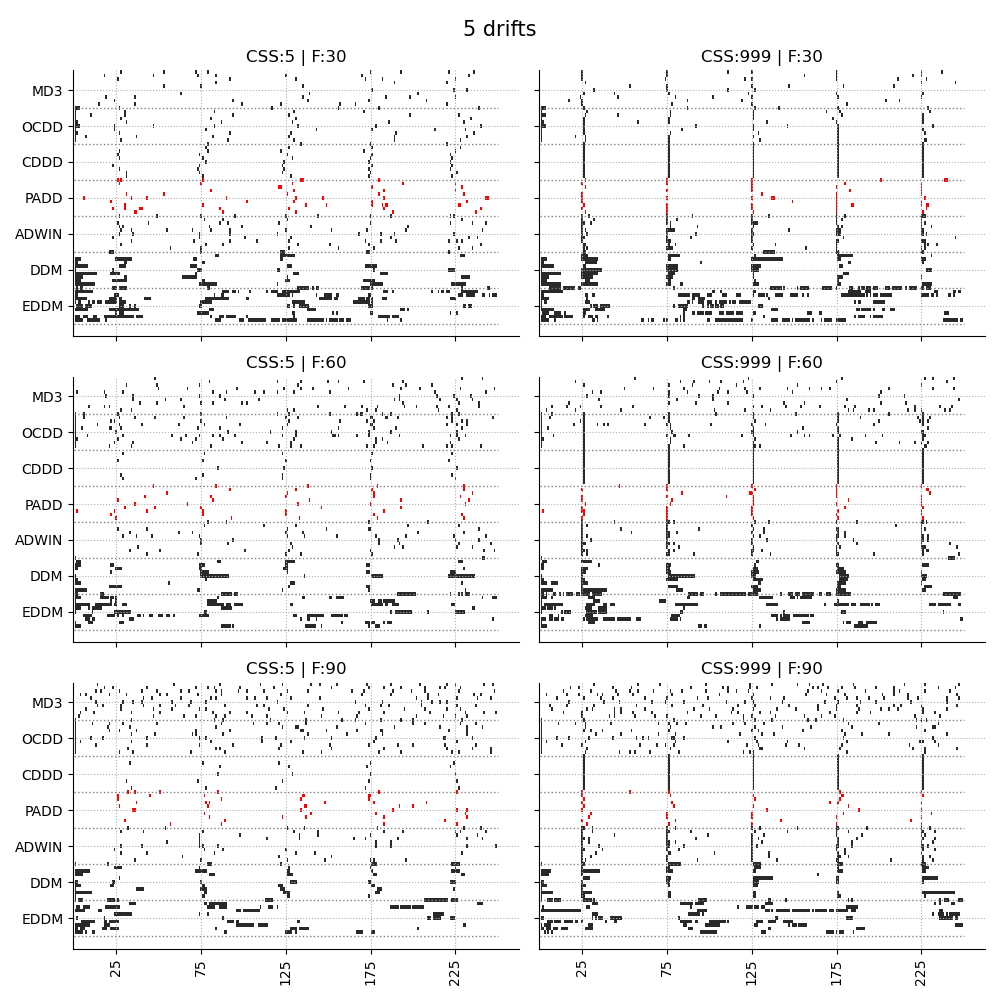 5 drifts
CSS:5 | F:30
CSS:999 | F:30
MD3
OCDD
CDDD
PADD
ADWIN
DDM
EDDM
CSS:5 | F:60
CSS:999 | F:60
MD3
OCDD
CDDD
PADD
ADWIN
DDM
EDDM
CSS:5 | F:90
CSS:999 | F:90
MD3
OCDD
CDDD
PADD
ADWIN
DDM
EDDM
25 75 125 175 225 25 75 125 175 225